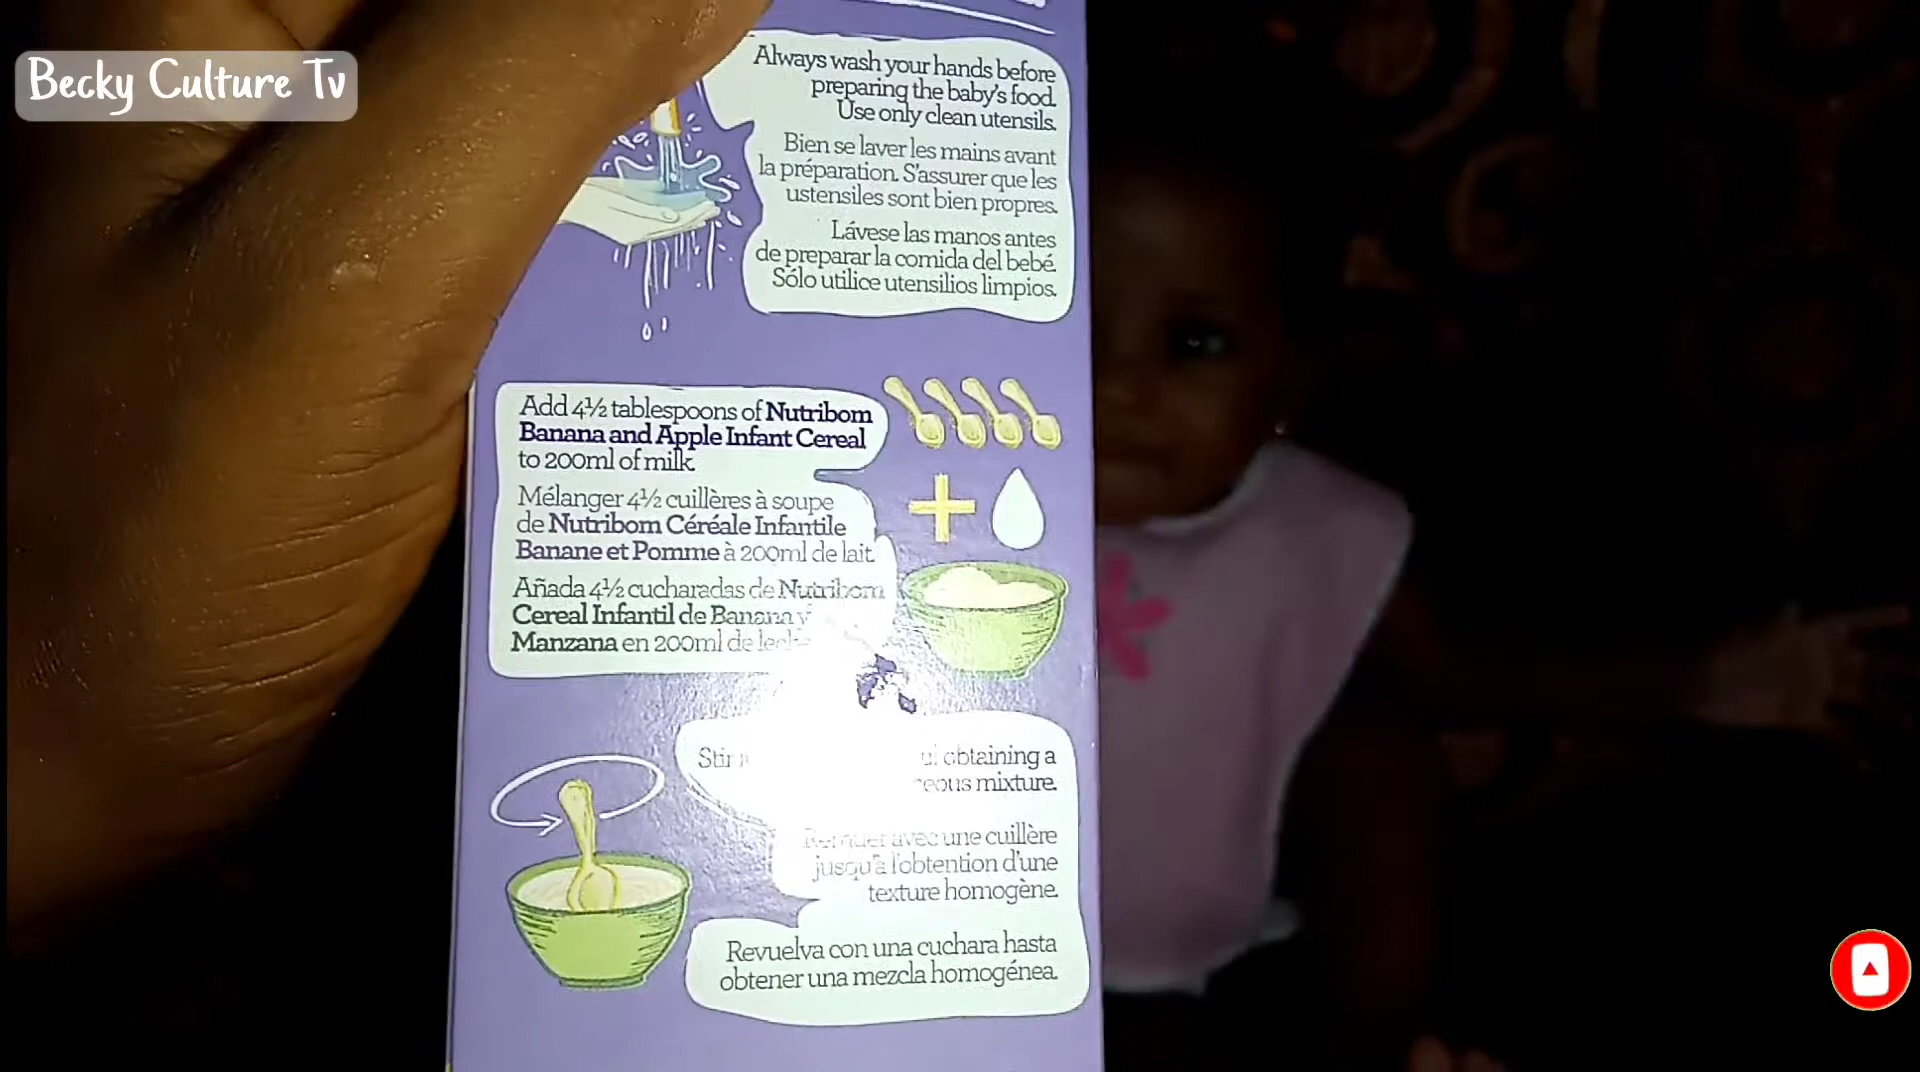 Becky Culture Tv
Always wash your hands before
preparing the baby's food.
Use only clean utensils.
Bien se laver les mains avant
la préparation. S'assurer que les
ustensiles sont bien propres.
Lávese las manos antes
de preparar la comida del bebé.
Sólo utilice utensilios limpios.
Add 4½ tablespoons of Nutribom
Banana and Apple Infant Cereal
to 200ml of milk.
Mélanger 4½ cuillères à soupe
de Nutribom Céréale Infantile
Banane et Pomme à 200ml de lait.
Añada 4½ cucharadas de Nutribom
Cereal Infantil de Banana y
Manzana en 200ml de leche
Stir obtaining a
mixture.
avec une cuillère
jusqu'à l'obtention d'une
texture homogène.
Revuelva con una cuchara hasta
obtener una mezcla homogénea.